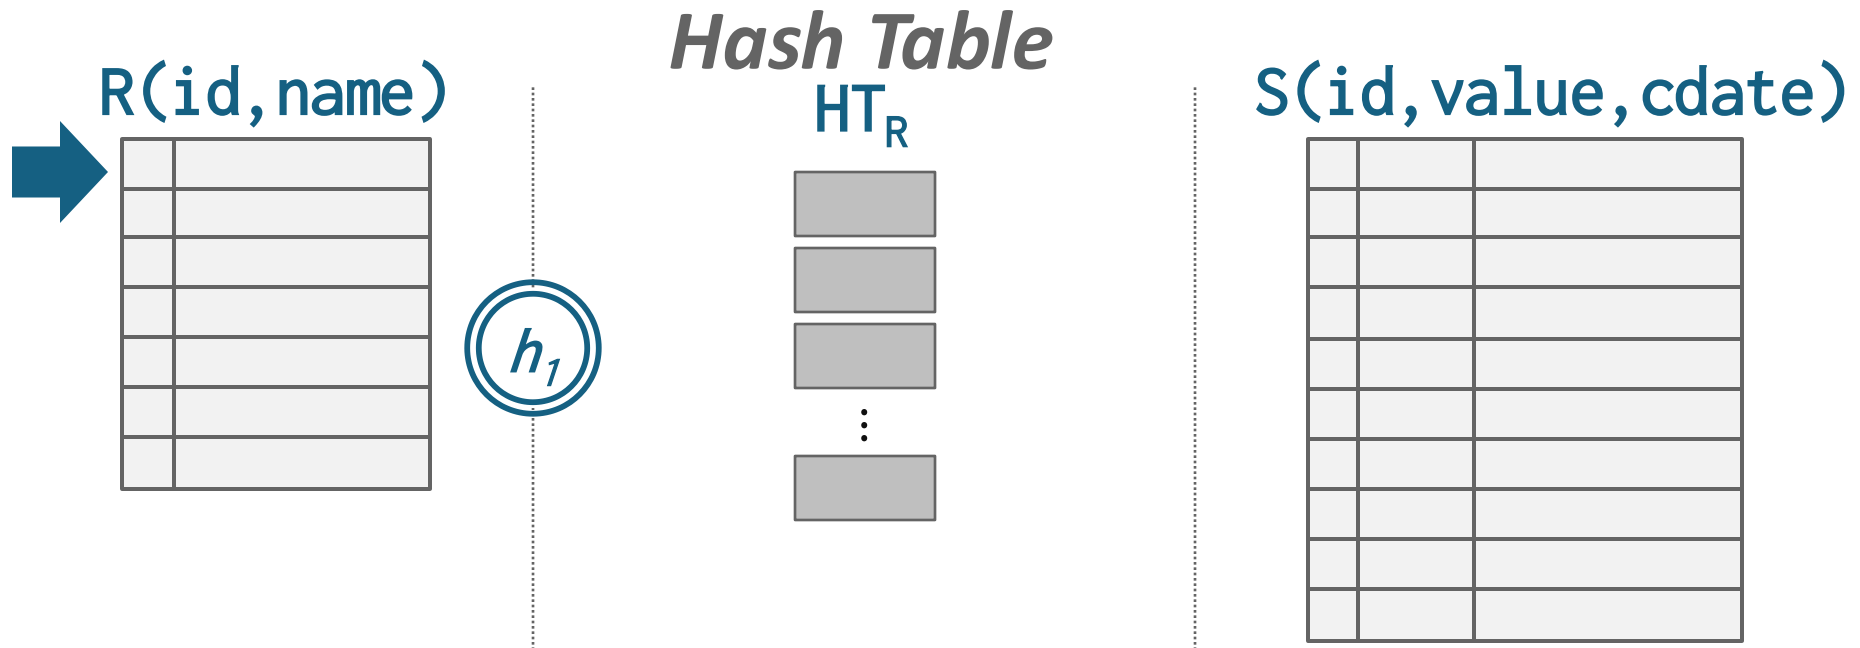 Hash Table
R(id,name)
HTR
S(id,value,cdate)
h1
⋮